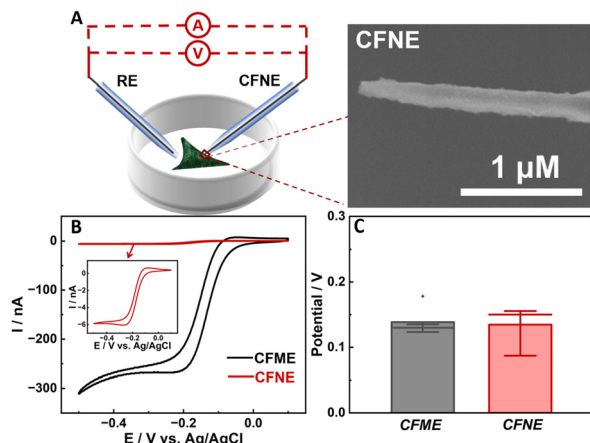 A
A
V
RE
CFNE
CFNE
1 μM
B
I / nA
0
−100
−200
−300
−0.4
−0.2
0.0
E / V vs. Ag/AgCl
I / nA
0
−2
−4
−6
−0.4
−0.2
0.0
E / V vs. Ag/AgCl
CFME
CFNE
C
Potential / V
0.3
0.2
0.1
0.0
CFME
CFNE